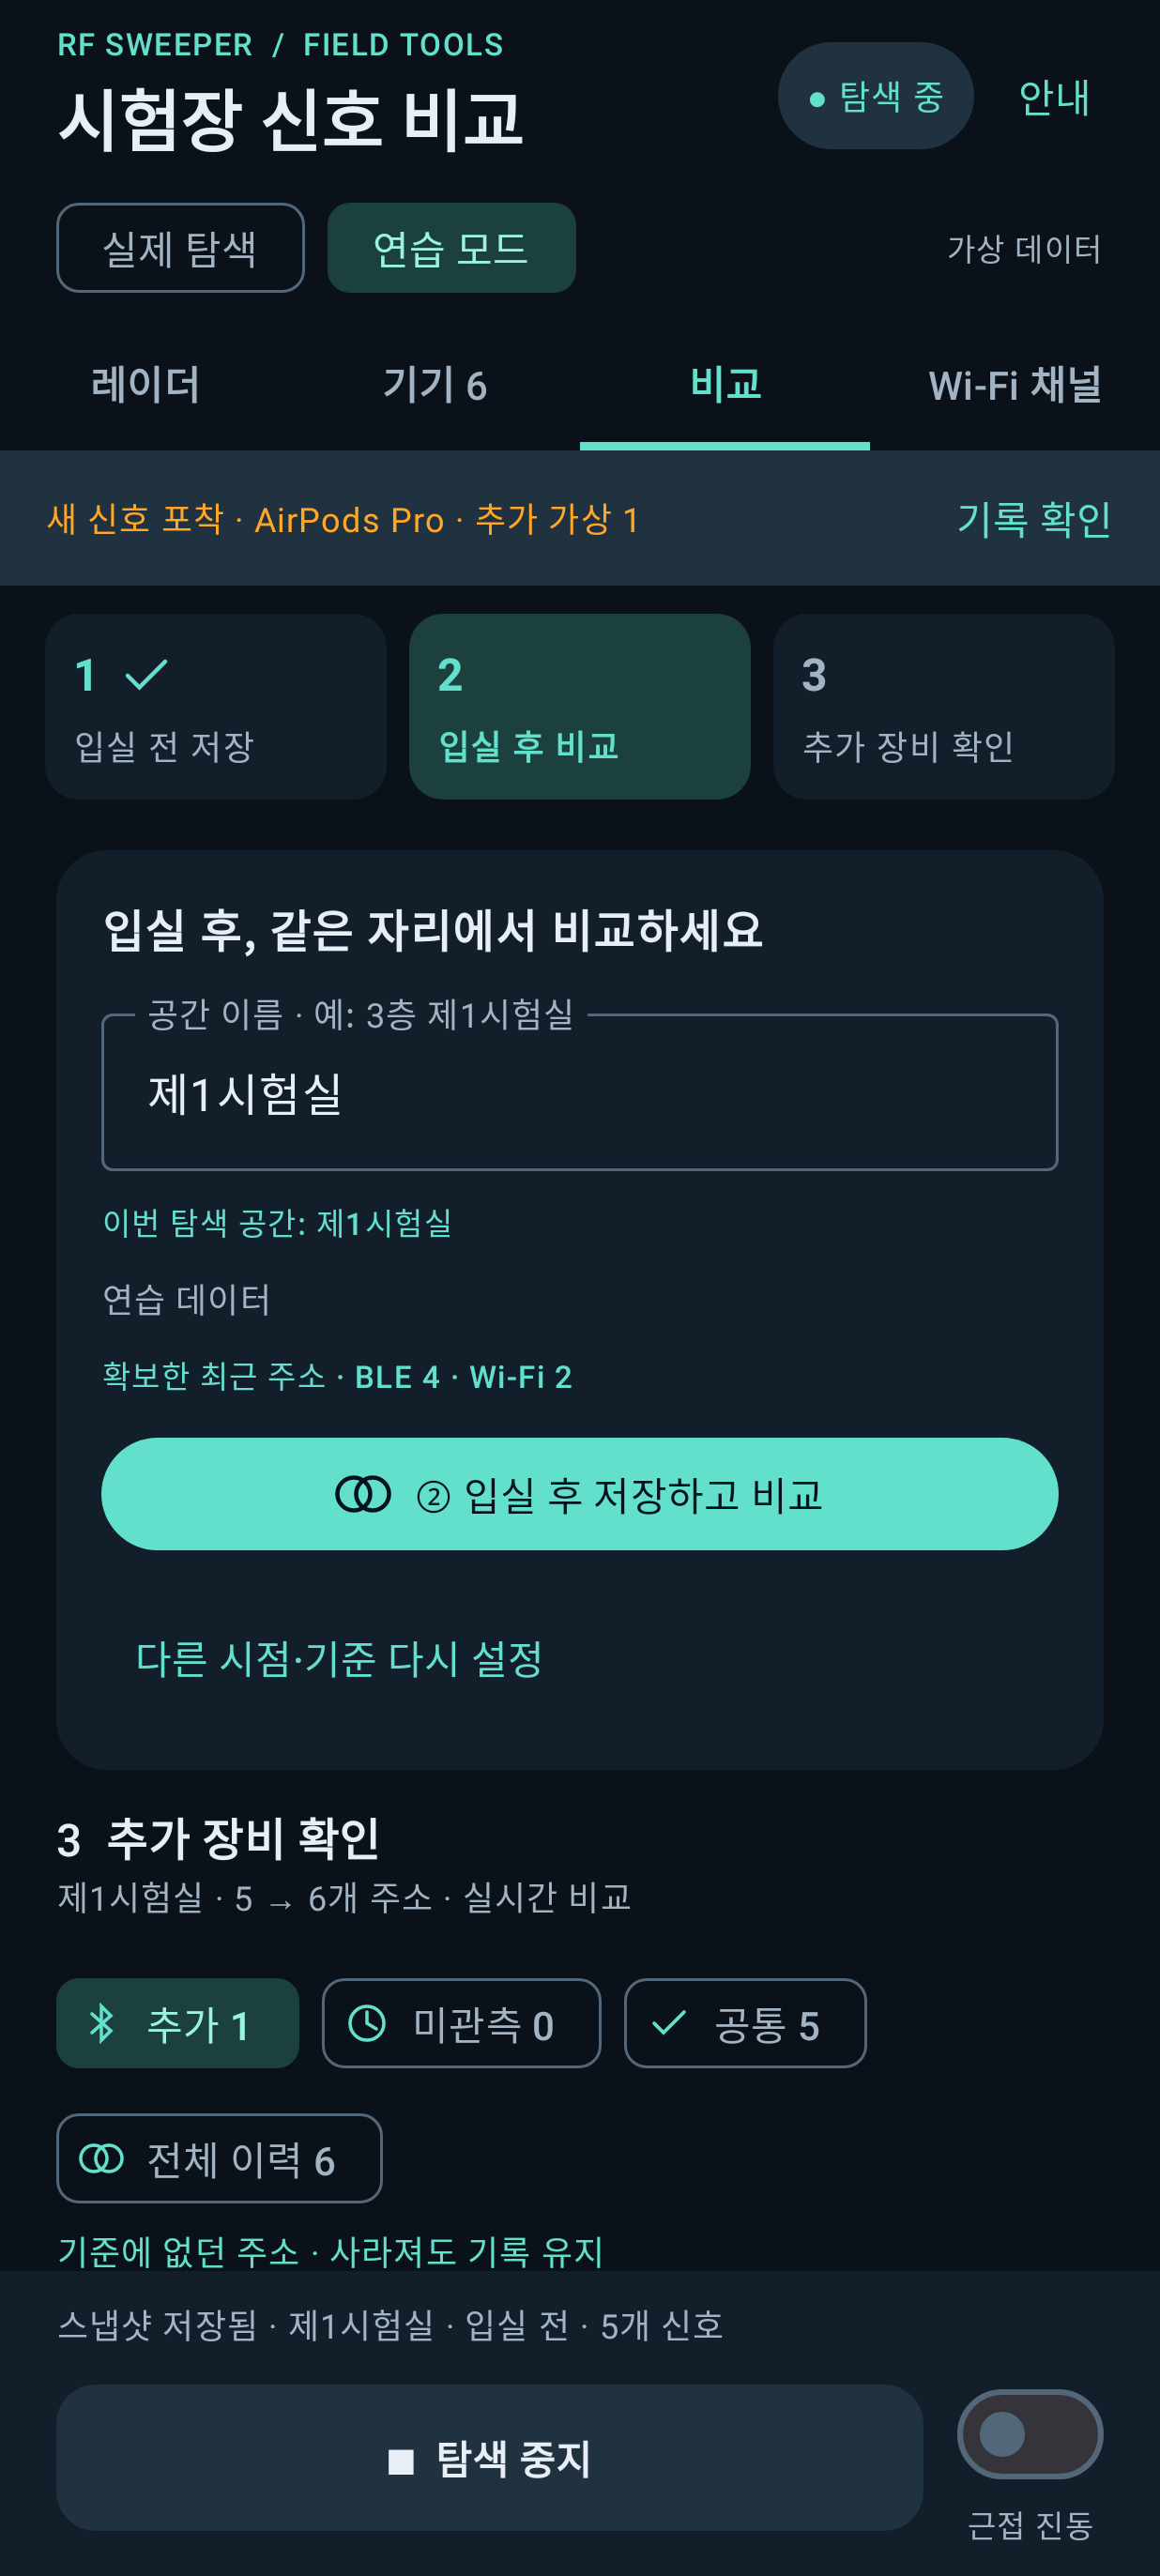 RF SWEEPER / FIELD TOOLS
시험장 신호 비교
● 탐색 중
안내
실제 탐색
연습 모드
가상 데이터
레이더
기기 6
비교
Wi-Fi 채널
새 신호 포착 · AirPods Pro · 추가 가상 1
기록 확인
1 ✓
입실 전 저장
2
입실 후 비교
3
추가 장비 확인
입실 후, 같은 자리에서 비교하세요
공간 이름 · 예: 3층 제1시험실
제1시험실
이번 탐색 공간: 제1시험실
연습 데이터
확보한 최근 주소 · BLE 4 · Wi-Fi 2
② 입실 후 저장하고 비교
다른 시점·기준 다시 설정
3 추가 장비 확인
제1시험실 · 5 → 6개 주소 · 실시간 비교
추가 1
미관측 0
공통 5
전체 이력 6
기준에 없던 주소 · 사라져도 기록 유지
스냅샷 저장됨 · 제1시험실 · 입실 전 · 5개 신호
■ 탐색 중지
근접 진동